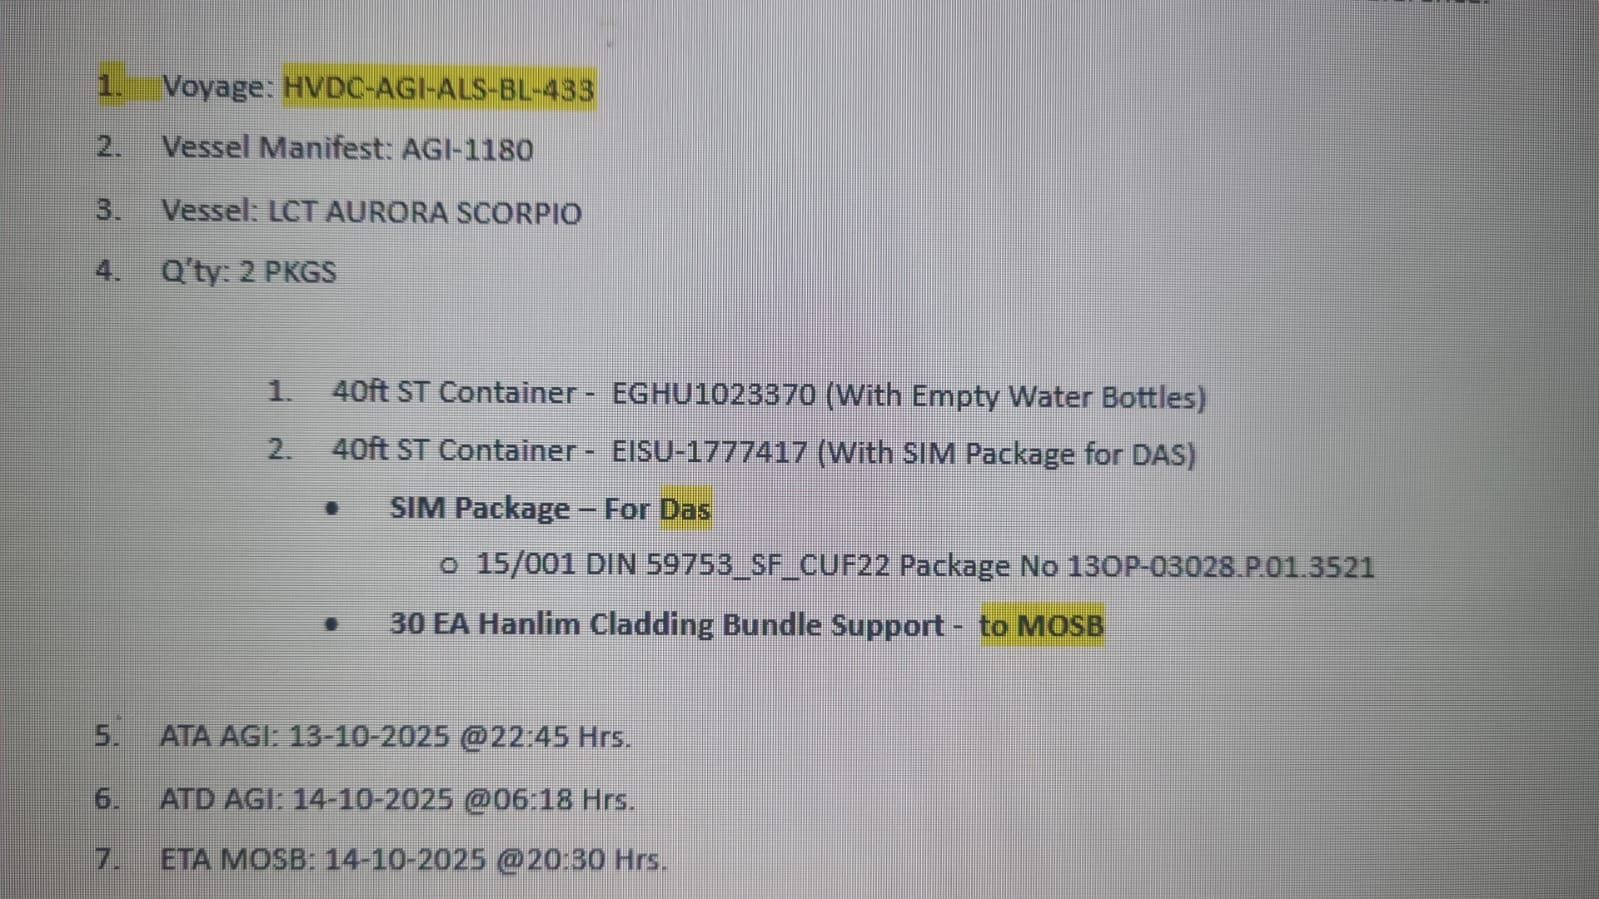 1. Voyage: HVDC-AGI-ALS-BL-433
2. Vessel Manifest: AGI-1180
3. Vessel: LCT AURORA SCORPIO
4. Q'ty: 2 PKGS
1. 40ft ST Container - EGHU1023370 (With Empty Water Bottles)
2. 40ft ST Container - EISU-1777417 (With SIM Package for DAS)
• SIM Package – For Das
o 15/001 DIN 59753_SF_CUF22 Package No 13OP-03028.P.01.3521
• 30 EA Hanlim Cladding Bundle Support - to MOSB
5. ATA AGI: 13-10-2025 @22:45 Hrs.
6. ATD AGI: 14-10-2025 @06:18 Hrs.
7. ETA MOSB: 14-10-2025 @20:30 Hrs.